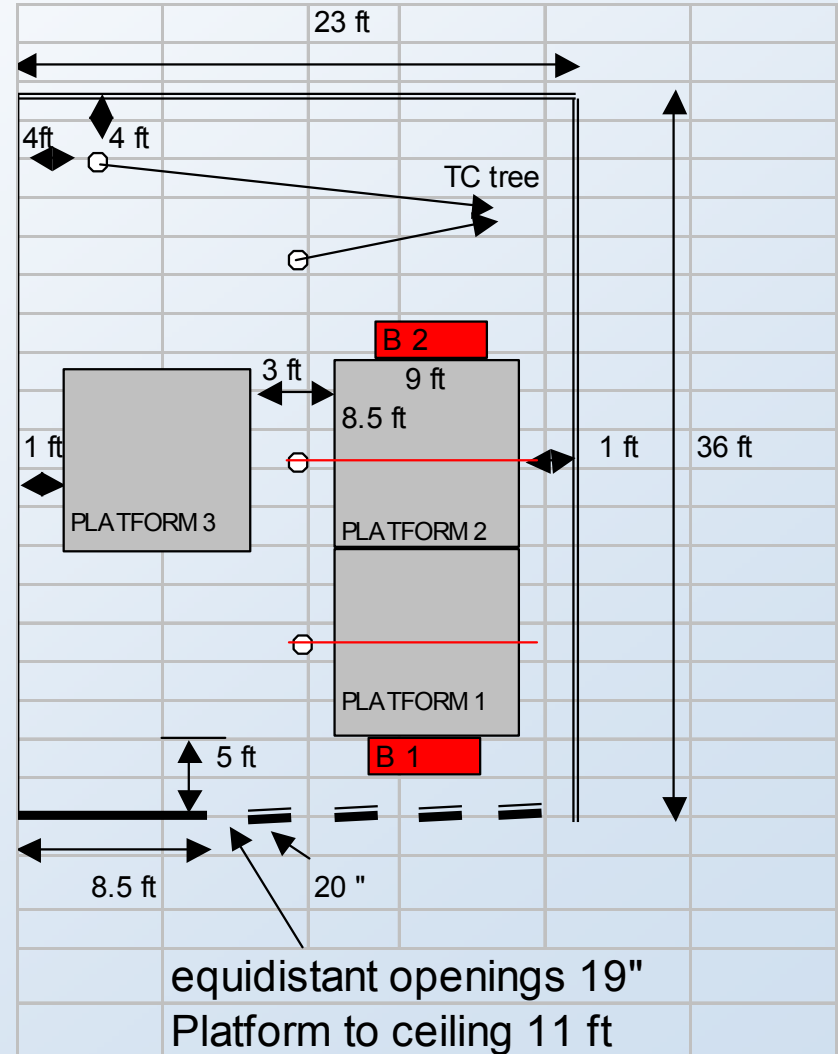 23 ft
4ft
4 ft
TC tree
B 2
3 ft
9 ft
8.5 ft
1 ft
1 ft
36 ft
PLATFORM 3
PLATFORM 2
PLATFORM 1
5 ft
B 1
8.5 ft
20 "
equidistant openings 19"
Platform to ceiling 11 ft